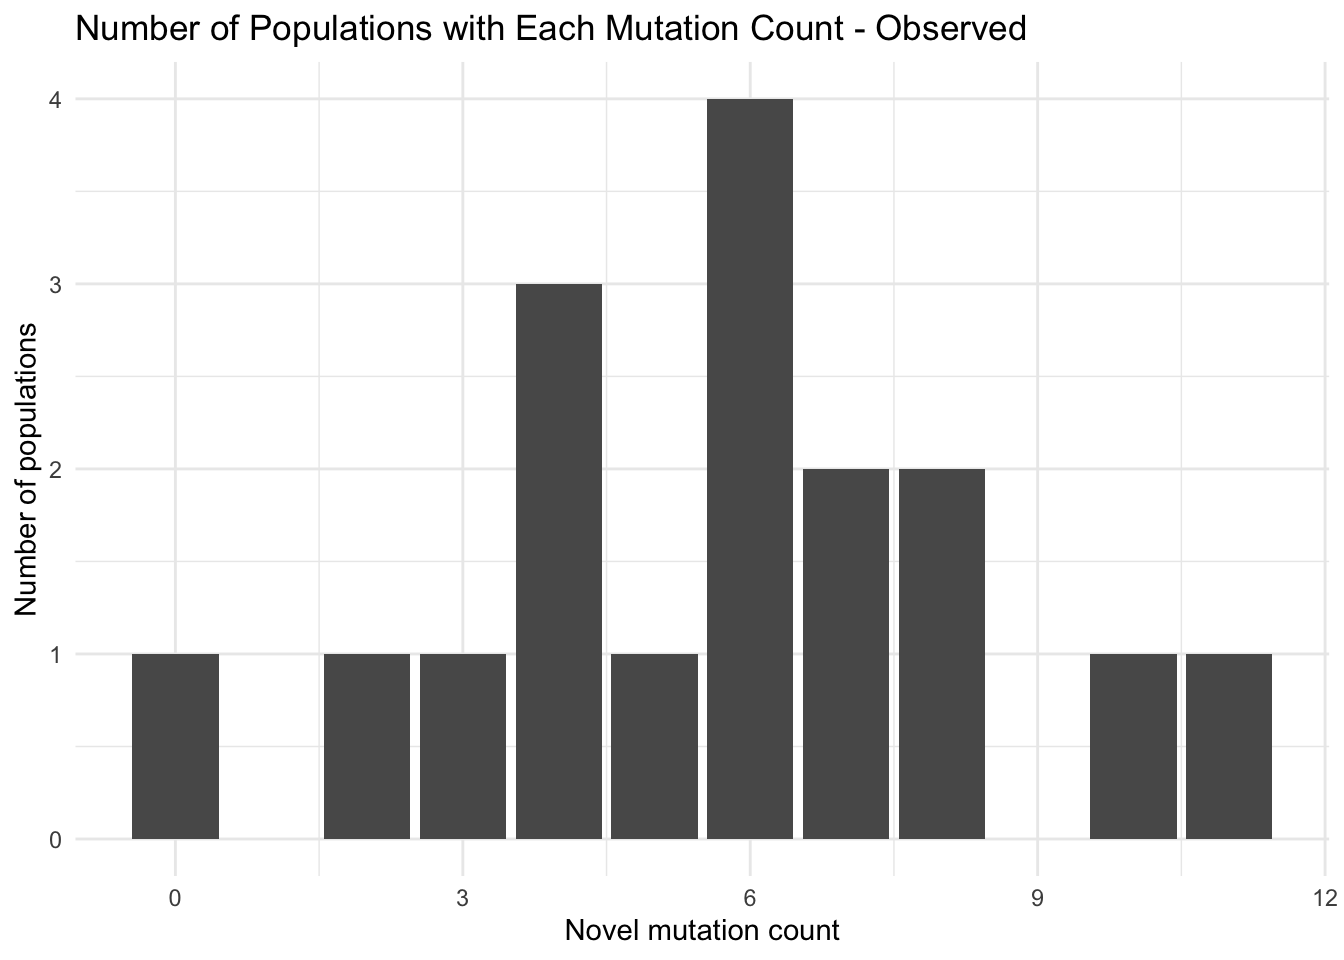 Number of Populations with Each Mutation Count - Observed
Number of populations
4
3
2
1
0
0 3 6 9 12
Novel mutation count